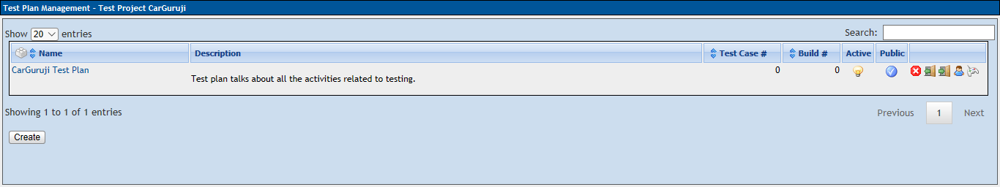 Test Plan Management - Test Project CarGuruji
Show 20 entries Search:
Name Description Test Case # Build # Active Public
CarGuruji Test Plan Test plan talks about all the activities related to testing. 0 0
Showing 1 to 1 of 1 entries Previous 1 Next
Create